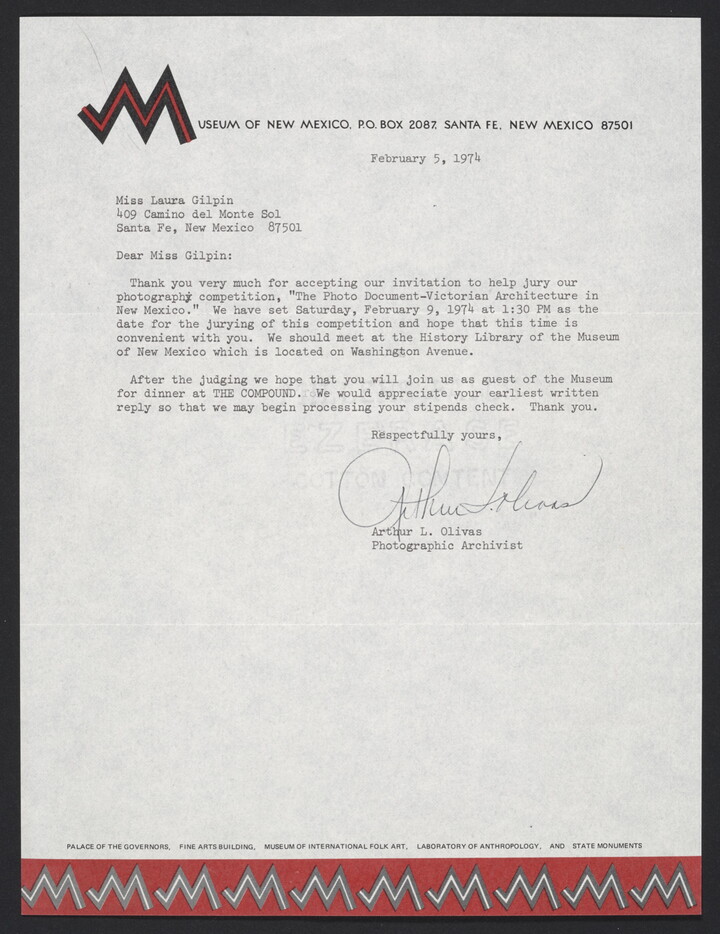 MUSEUM OF NEW MEXICO, P.O. BOX 2087, SANTA FE, NEW MEXICO 87501
February 5, 1974
Miss Laura Gilpin
409 Camino del Monte Sol
Santa Fe, New Mexico 87501
Dear Miss Gilpin:
Thank you very much for accepting our invitation to help jury our
photography competition, "The Photo Document-Victorian Architecture in
New Mexico." We have set Saturday, February 9, 1974 at 1:30 PM as the
date for the jurying of this competition and hope that this time is
convenient with you. We should meet at the History Library of the Museum
of New Mexico which is located on Washington Avenue.
After the judging we hope that you will join us as guest of the Museum
for dinner at THE COMPOUND. We would appreciate your earliest written
reply so that we may begin processing your stipends check. Thank you.
EZERASE
COTTON CONTENT
Respectfully yours,
Arthur L. Olivas
Arthur L. Olivas
Photographic Archivist
PALACE OF THE GOVERNORS, FINE ARTS BUILDING, MUSEUM OF INTERNATIONAL FOLK ART, LABORATORY OF ANTHROPOLOGY, AND STATE MONUMENTS